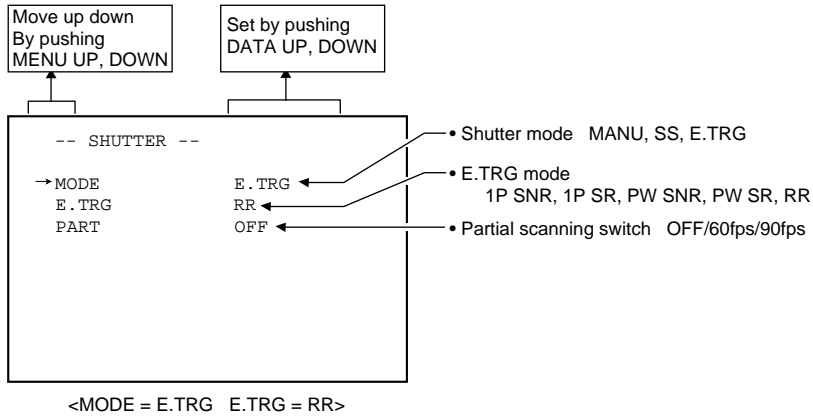 Move up down
By pushing
MENU UP, DOWN
Set by pushing
DATA UP, DOWN
-- SHUTTER --
→MODE E.TRG
E.TRG RR
PART OFF
• Shutter mode MANU, SS, E.TRG
• E.TRG mode
1P SNR, 1P SR, PW SNR, PW SR, RR
• Partial scanning switch OFF/60fps/90fps
<MODE = E.TRG E.TRG = RR>